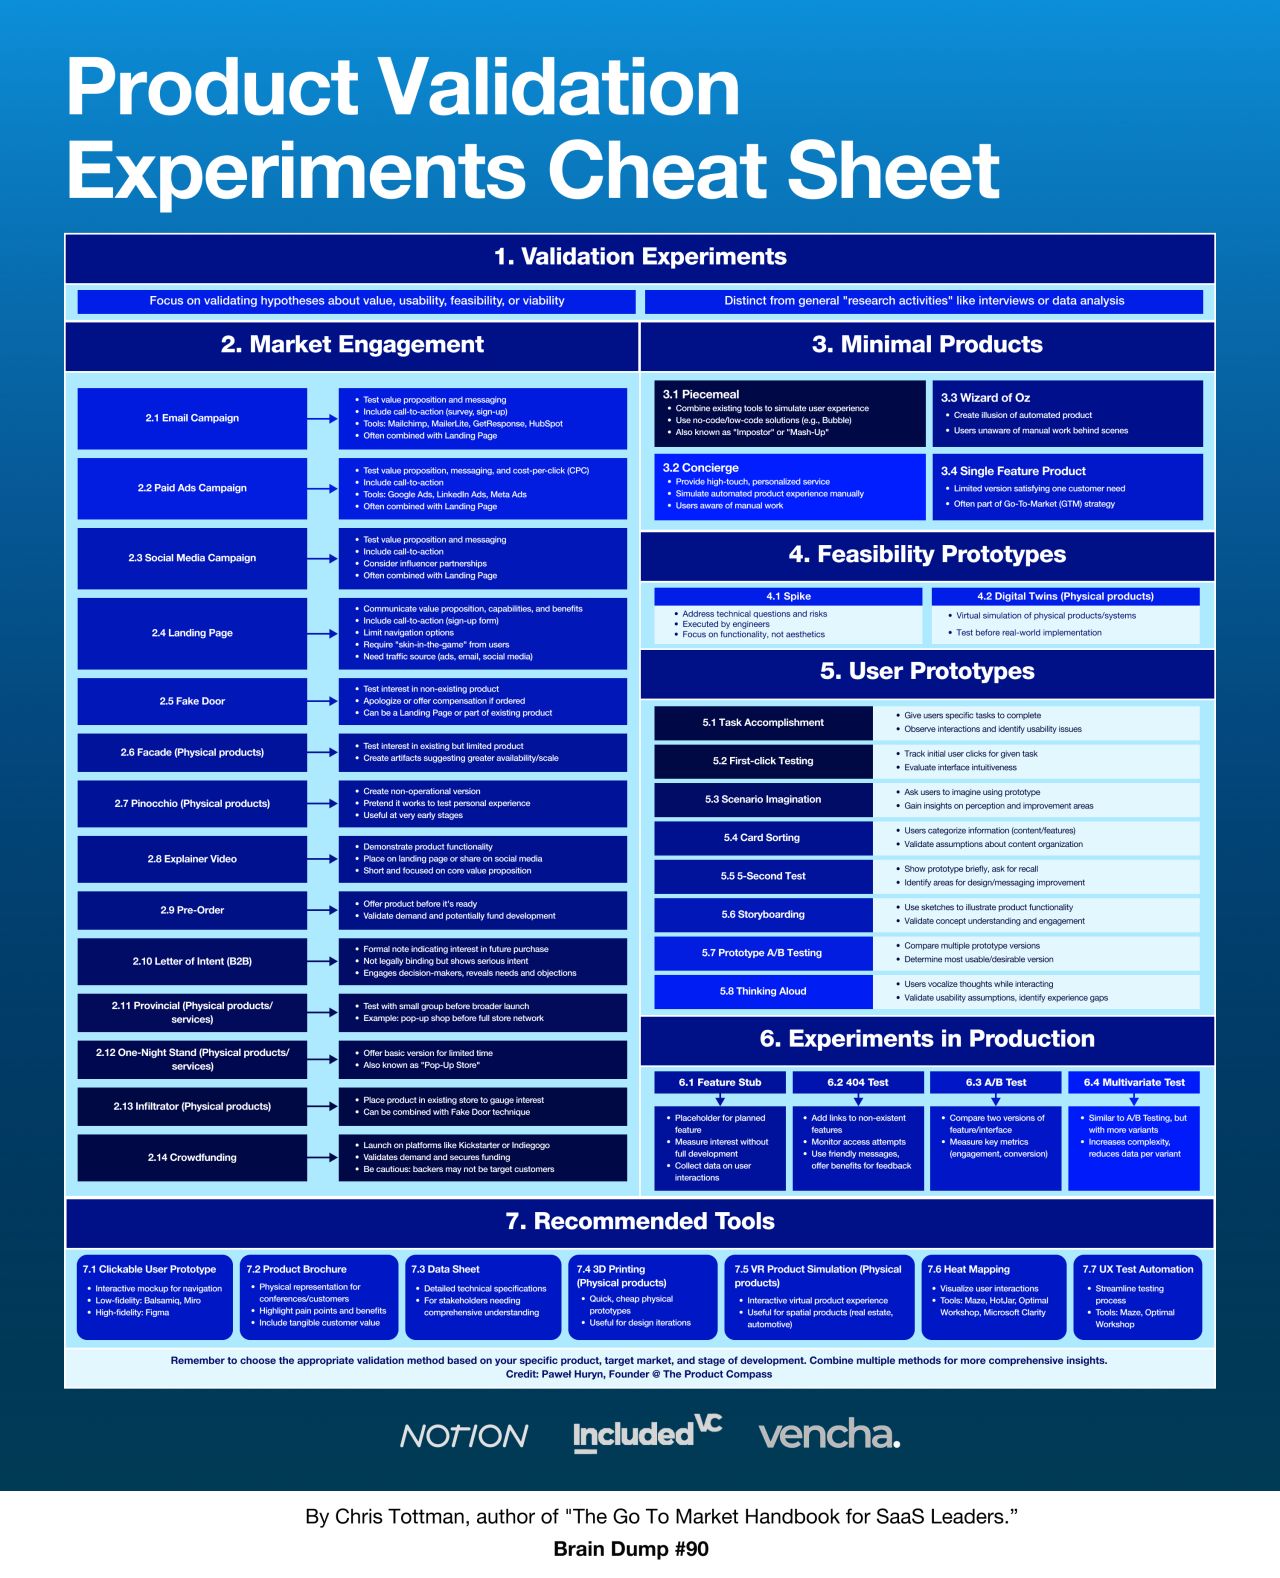 Product Validation
Experiments Cheat Sheet
1. Validation Experiments
Focus on validating hypotheses about value, usability, feasibility, or viability
Distinct from general "research activities" like interviews or data analysis
2. Market Engagement
2.1 Email Campaign
• Test value proposition and messaging
• Include call-to-action (survey, sign-up)
• Tools: Mailchimp, MailerLite, GetResponse, HubSpot
• Often combined with Landing Page
2.2 Paid Ads Campaign
• Test value proposition, messaging, and cost-per-click (CPC)
• Include call-to-action
• Tools: Google Ads, LinkedIn Ads, Meta Ads
• Often combined with Landing Page
2.3 Social Media Campaign
• Test value proposition and messaging
• Include call-to-action
• Consider influencer partnerships
• Often combined with Landing Page
2.4 Landing Page
• Communicate value proposition, capabilities, and benefits
• Include call-to-action (sign-up form)
• Limit navigation options
• Require "skin-in-the-game" from users
• Need traffic source (ads, email, social media)
2.5 Fake Door
• Test interest in non-existing product
• Apologize or offer compensation if ordered
• Can be a Landing Page or part of existing product
2.6 Facade (Physical products)
• Test interest in existing but limited product
• Create artifacts suggesting greater availability/scale
2.7 Pinocchio (Physical products)
• Create non-operational version
• Pretend it works to test personal experience
• Useful at very early stages
2.8 Explainer Video
• Demonstrate product functionality
• Place on landing page or share on social media
• Short and focused on core value proposition
2.9 Pre-Order
• Offer product before it's ready
• Validate demand and potentially fund development
2.10 Letter of Intent (B2B)
• Formal note indicating interest in future purchase
• Not legally binding but shows serious intent
• Engages decision-makers, reveals needs and objections
2.11 Provincial (Physical products/
services)
• Test with small group before broader launch
• Example: pop-up shop before full store network
2.12 One-Night Stand (Physical products/
services)
• Offer basic version for limited time
• Also known as "Pop-Up Store"
2.13 Infiltrator (Physical products)
• Place product in existing store to gauge interest
• Can be combined with Fake Door technique
2.14 Crowdfunding
• Launch on platforms like Kickstarter or Indiegogo
• Validates demand and secures funding
• Be cautious: backers may not be target customers
3. Minimal Products
3.1 Piecemeal
• Combine existing tools to simulate user experience
• Use no-code/low-code solutions (e.g., Bubble)
• Also known as "Impostor" or "Mash-Up"
3.3 Wizard of Oz
• Create illusion of automated product
• Users unaware of manual work behind scenes
3.2 Concierge
• Provide high-touch, personalized service
• Simulate automated product experience manually
• Users aware of manual work
3.4 Single Feature Product
• Limited version satisfying one customer need
• Often part of Go-To-Market (GTM) strategy
4. Feasibility Prototypes
4.1 Spike
• Address technical questions and risks
• Executed by engineers
• Focus on functionality, not aesthetics
4.2 Digital Twins (Physical products)
• Virtual simulation of physical products/systems
• Test before real-world implementation
5. User Prototypes
5.1 Task Accomplishment
• Give users specific tasks to complete
• Observe interactions and identify usability issues
5.2 First-click Testing
• Track initial user clicks for given task
• Evaluate interface intuitiveness
5.3 Scenario Imagination
• Ask users to imagine using prototype
• Gain insights on perception and improvement areas
5.4 Card Sorting
• Users categorize information (content/features)
• Validate assumptions about content organization
5.5 5-Second Test
• Show prototype briefly, ask for recall
• Identify areas for design/messaging improvement
5.6 Storyboarding
• Use sketches to illustrate product functionality
• Validate concept understanding and engagement
5.7 Prototype A/B Testing
• Compare multiple prototype versions
• Determine most usable/desirable version
5.8 Thinking Aloud
• Users vocalize thoughts while interacting
• Validate usability assumptions, identify experience gaps
6. Experiments in Production
6.1 Feature Stub
• Placeholder for planned
feature
• Measure interest without
full development
• Collect data on user
interactions
6.2 404 Test
• Add links to non-existent
features
• Monitor access attempts
• Use friendly messages,
offer benefits for feedback
6.3 A/B Test
• Compare two versions of
feature/interface
• Measure key metrics
(engagement, conversion)
6.4 Multivariate Test
• Similar to A/B Testing, but
with more variants
• Increases complexity,
reduces data per variant
7. Recommended Tools
7.1 Clickable User Prototype
• Interactive mockup for navigation
• Low-fidelity: Balsamiq, Miro
• High-fidelity: Figma
7.2 Product Brochure
• Physical representation for
conferences/customers
• Highlight pain points and benefits
• Include tangible customer value
7.3 Data Sheet
• Detailed technical specifications
• For stakeholders needing
comprehensive understanding
7.4 3D Printing
(Physical products)
• Quick, cheap physical
prototypes
• Useful for design iterations
7.5 VR Product Simulation (Physical
products)
• Interactive virtual product experience
• Useful for spatial products (real estate,
automotive)
7.6 Heat Mapping
• Visualize user interactions
• Tools: Maze, HotJar, Optimal
Workshop, Microsoft Clarity
7.7 UX Test Automation
• Streamline testing
process
• Tools: Maze, Optimal
Workshop
Remember to choose the appropriate validation method based on your specific product, target market, and stage of development. Combine multiple methods for more comprehensive insights.
Credit: Paweł Huryn, Founder @ The Product Compass
NOTION
Included VC
vencha.
By Chris Tottman, author of "The Go To Market Handbook for SaaS Leaders.”
Brain Dump #90